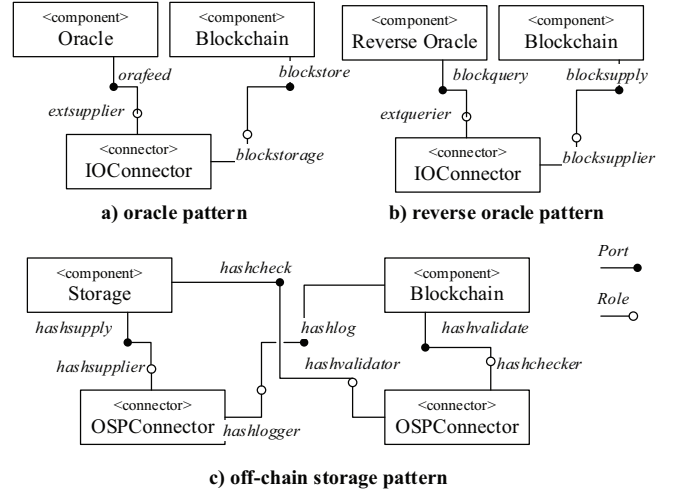 <component>
Oracle
<component>
Blockchain
orafeed
blockstore
extsupplier
<connector>
IOConnector
blockstorage
a) oracle pattern
<component>
Reverse Oracle
<component>
Blockchain
blockquery
blocksupply
extquerier
<connector>
IOConnector
blocksupplier
b) reverse oracle pattern
<component>
Storage
hashcheck
<component>
Blockchain
Port
Role
hashsupply
hashlog
hashvalidate
hashsupplier
hashvalidator
hashchecker
<connector>
OSPConnector
hashlogger
<connector>
OSPConnector
c) off-chain storage pattern